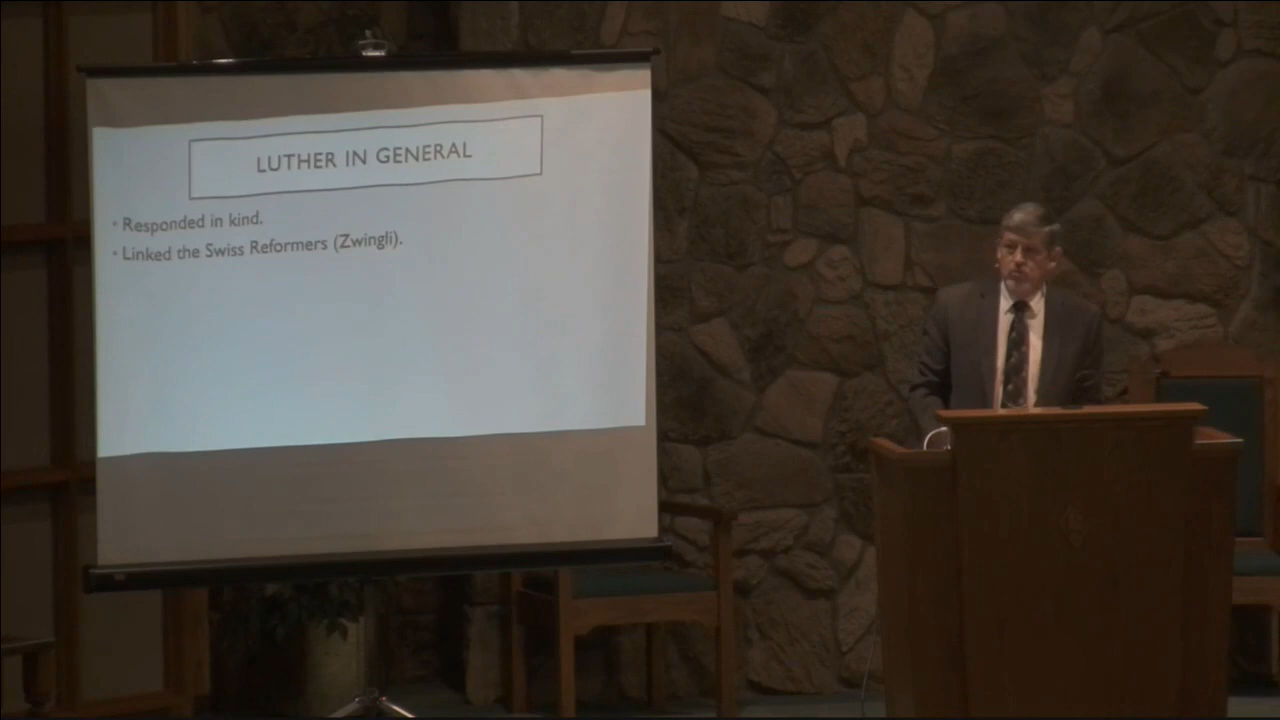 LUTHER IN GENERAL
• Responded in kind.
• Linked the Swiss Reformers (Zwingli).